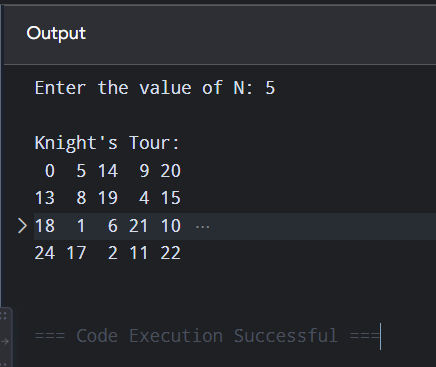 Output
Enter the value of N: 5
Knight's Tour:
0 5 14 9 20
13 8 19 4 15
18 1 6 21 10 ...
24 17 2 11 22
=== Code Execution Successful ===